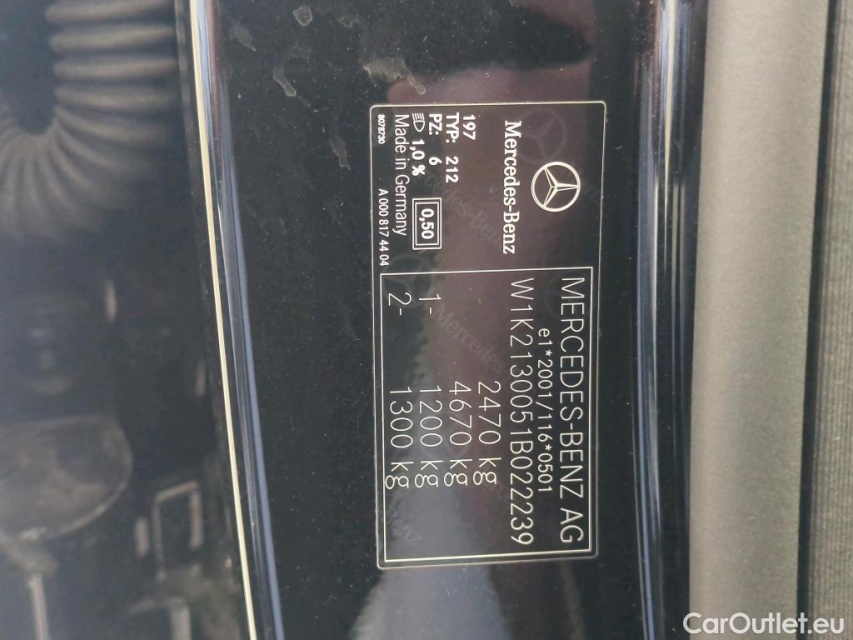 Mercedes-Benz
197
TYP: 212
PZ: 6
1,0 %
0,50
Made in Germany
8078730 A 000 817 44 04
MERCEDES-BENZ AG
e1*2001/116*0501
W1K2130051B022239
2470 kg
4670 kg
1- 1200 kg
2- 1300 kg
CarOutlet.eu